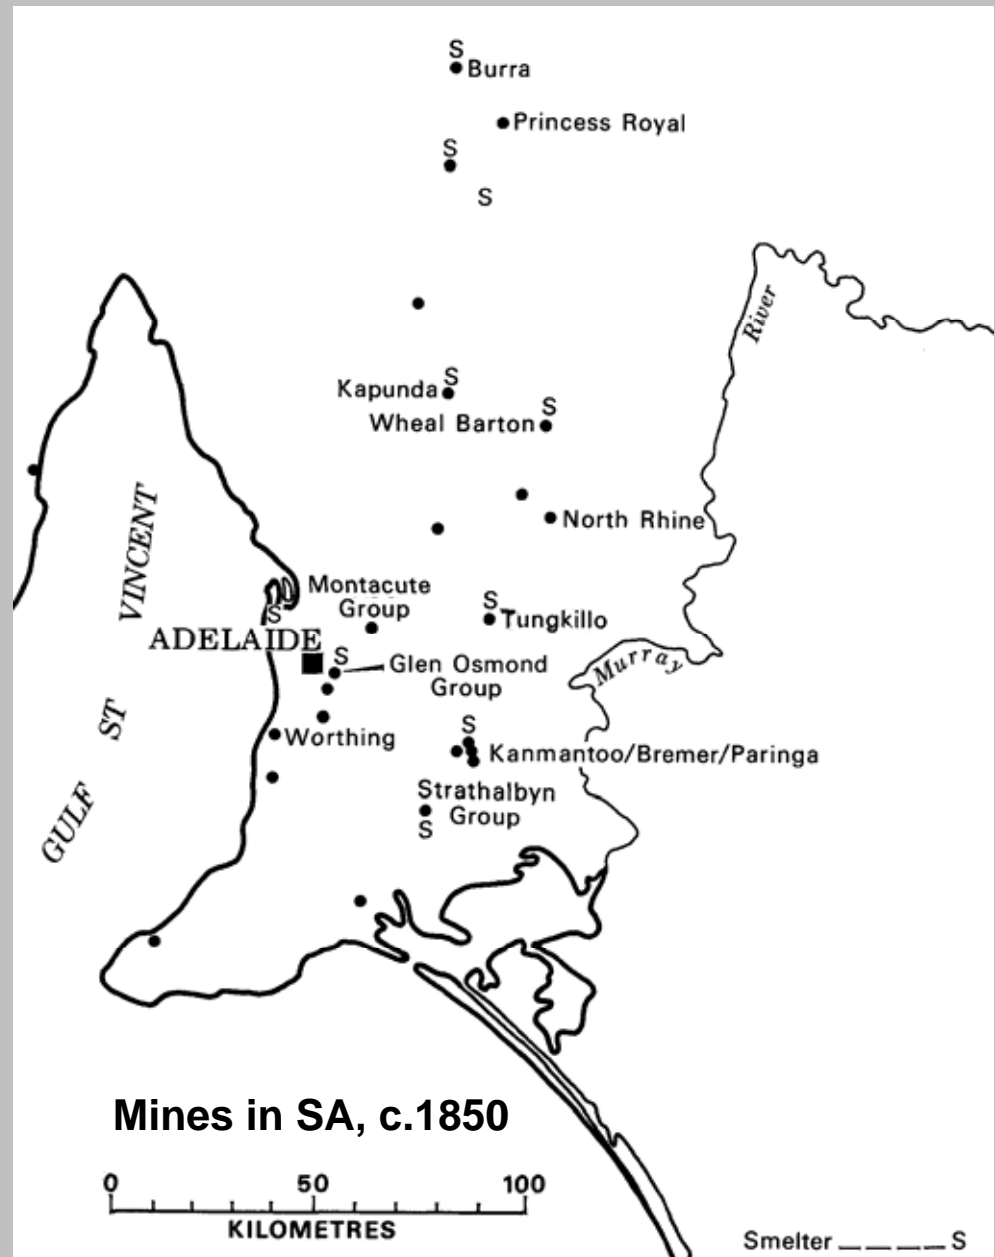 S
Burra
Princess Royal
S
S
River
S
Kapunda
S
Wheal Barton
North Rhine
VINCENT
Montacute
Group
S
S
Tungkillo
ADELAIDE
S
Glen Osmond
Group
Murray
ST
S
Worthing
Kanmantoo/Bremer/Paringa
GULF
Strathalbyn
Group
S
Mines in SA, c.1850
0 50 100
KILOMETRES
Smelter _ _ _ _ S